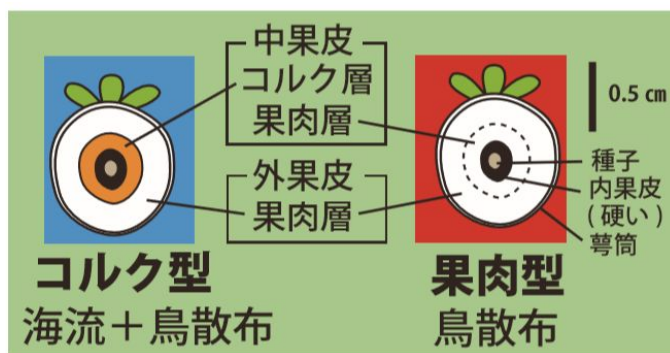 中果皮
コルク層
果肉層
外果皮
果肉層
0.5 cm
種子
内果皮
(硬い)
萼筒
コルク型
海流+鳥散布
果肉型
鳥散布